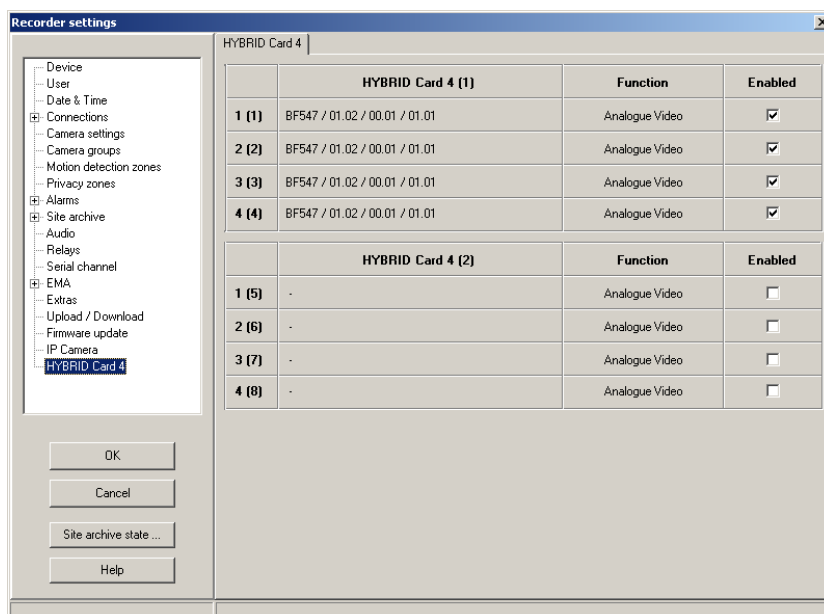 Recorder settings
Device
User
Date & Time
Connections
Camera settings
Camera groups
Motion detection zones
Privacy zones
Alarms
Site archive
Audio
Relays
Serial channel
EMA
Extras
Upload / Download
Firmware update
IP Camera
HYBRID Card 4
OK
Cancel
Site archive state ...
Help
HYBRID Card 4
HYBRID Card 4 (1) Function Enabled
1 (1) BF547 / 01.02 / 00.01 / 01.01 Analogue Video
2 (2) BF547 / 01.02 / 00.01 / 01.01 Analogue Video
3 (3) BF547 / 01.02 / 00.01 / 01.01 Analogue Video
4 (4) BF547 / 01.02 / 00.01 / 01.01 Analogue Video
HYBRID Card 4 (2) Function Enabled
1 (5) - Analogue Video
2 (6) - Analogue Video
3 (7) - Analogue Video
4 (8) - Analogue Video